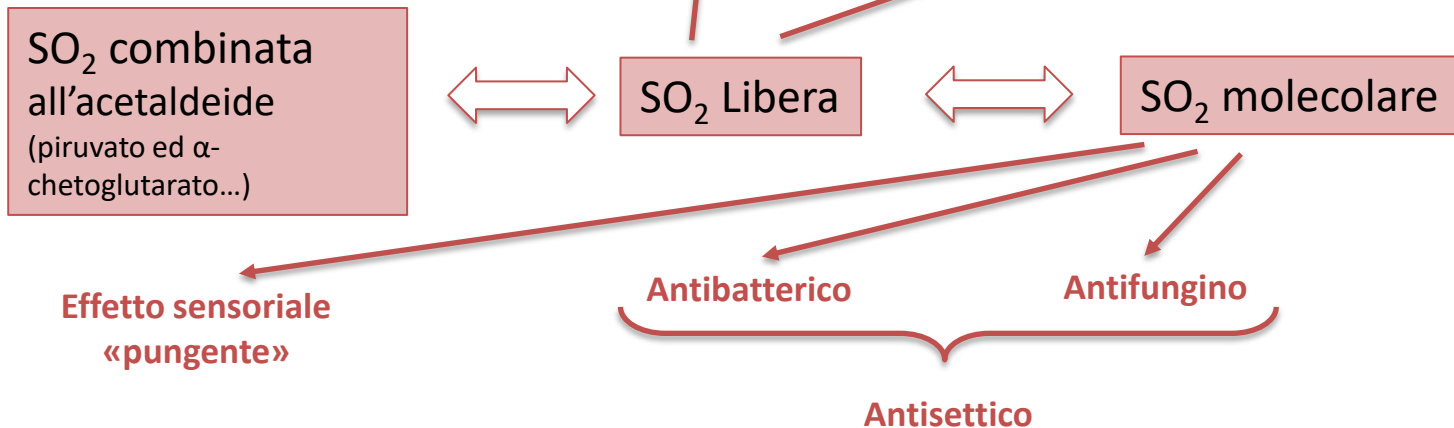 SO₂ combinata
all’acetaldeide
(piruvato ed α-
chetoglutarato…)
SO₂ Libera
SO₂ molecolare
Effetto sensoriale
«pungente»
Antibatterico
Antifungino
Antisettico